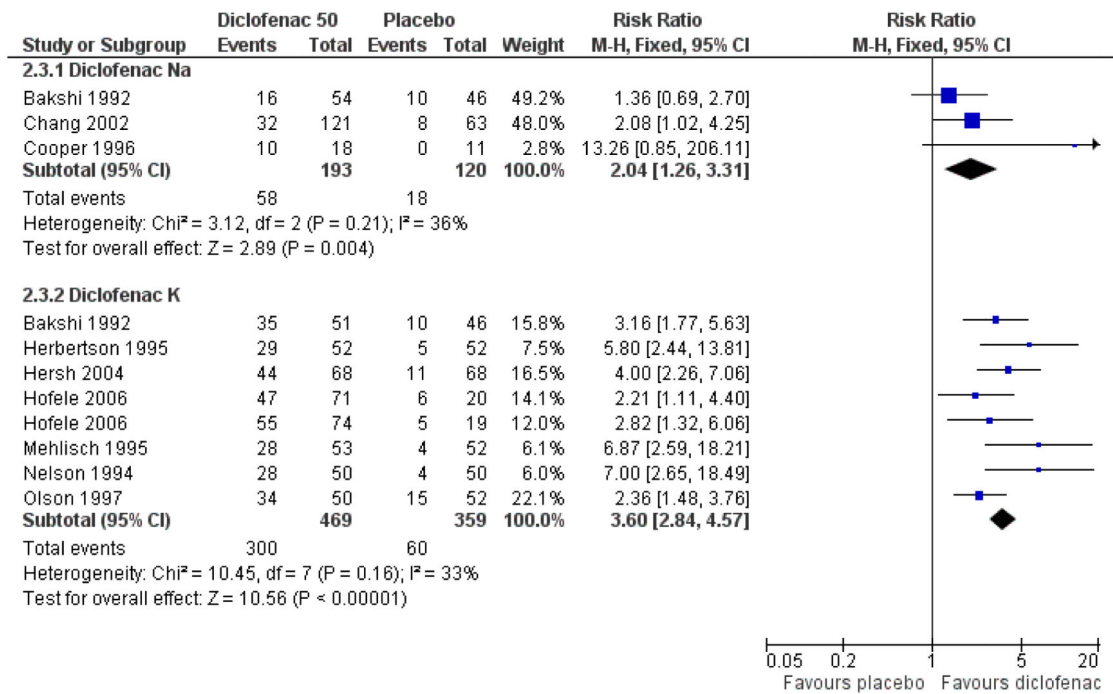 Diclofenac 50 Placebo Risk Ratio Risk Ratio
Study or Subgroup Events Total Events Total Weight M-H, Fixed, 95% CI M-H, Fixed, 95% CI
2.3.1 Diclofenac Na
Bakshi 1992 16 54 10 46 49.2% 1.36 [0.69, 2.70]
Chang 2002 32 121 8 63 48.0% 2.08 [1.02, 4.25]
Cooper 1996 10 18 0 11 2.8% 13.26 [0.85, 206.11]
Subtotal (95% CI) 193 120 100.0% 2.04 [1.26, 3.31]
Total events 58 18
Heterogeneity: Chi² = 3.12, df = 2 (P = 0.21); I² = 36%
Test for overall effect: Z = 2.89 (P = 0.004)
2.3.2 Diclofenac K
Bakshi 1992 35 51 10 46 15.8% 3.16 [1.77, 5.63]
Herbertson 1995 29 52 5 52 7.5% 5.80 [2.44, 13.81]
Hersh 2004 44 68 11 68 16.5% 4.00 [2.26, 7.06]
Hofele 2006 47 71 6 20 14.1% 2.21 [1.11, 4.40]
Hofele 2006 55 74 5 19 12.0% 2.82 [1.32, 6.06]
Mehlisch 1995 28 53 4 52 6.1% 6.87 [2.59, 18.21]
Nelson 1994 28 50 4 50 6.0% 7.00 [2.65, 18.49]
Olson 1997 34 50 15 52 22.1% 2.36 [1.48, 3.76]
Subtotal (95% CI) 469 359 100.0% 3.60 [2.84, 4.57]
Total events 300 60
Heterogeneity: Chi² = 10.45, df = 7 (P = 0.16); I² = 33%
Test for overall effect: Z = 10.56 (P < 0.00001)
0.05 0.2 1 5 20
Favours placebo Favours diclofenac